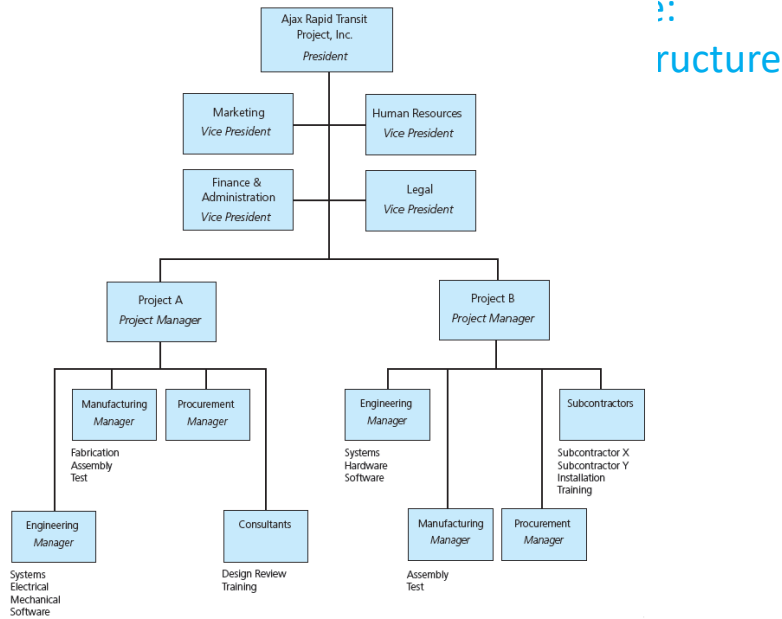 e:
ructure
Ajax Rapid Transit
Project, Inc.
President
Marketing
Vice President
Human Resources
Vice President
Finance &
Administration
Vice President
Legal
Vice President
Project A
Project Manager
Project B
Project Manager
Manufacturing
Manager
Fabrication
Assembly
Test
Procurement
Manager
Engineering
Manager
Systems
Electrical
Mechanical
Software
Consultants
Design Review
Training
Engineering
Manager
Systems
Hardware
Software
Subcontractors
Subcontractor X
Subcontractor Y
Installation
Training
Manufacturing
Manager
Assembly
Test
Procurement
Manager